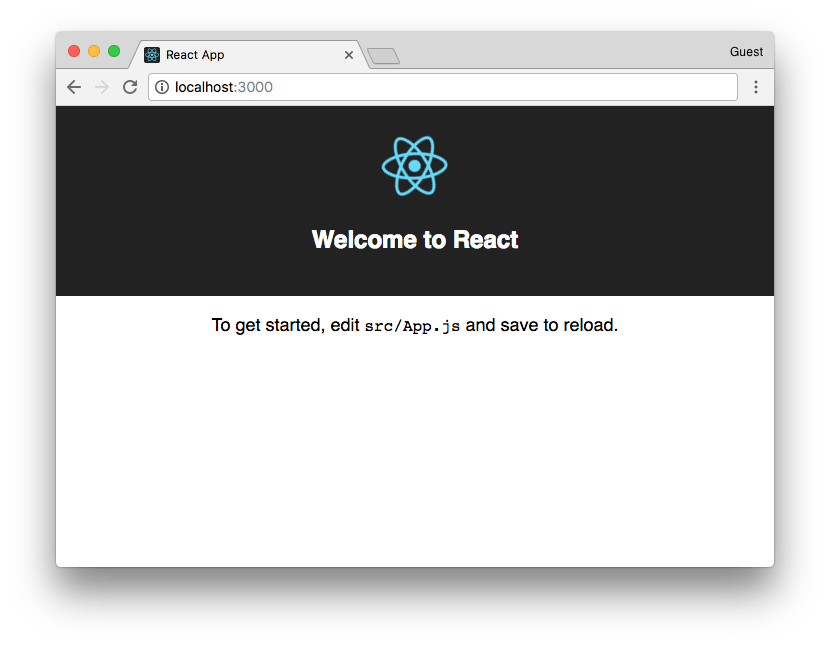 React App
Guest
localhost:3000
Welcome to React
To get started, edit src/App.js and save to reload.